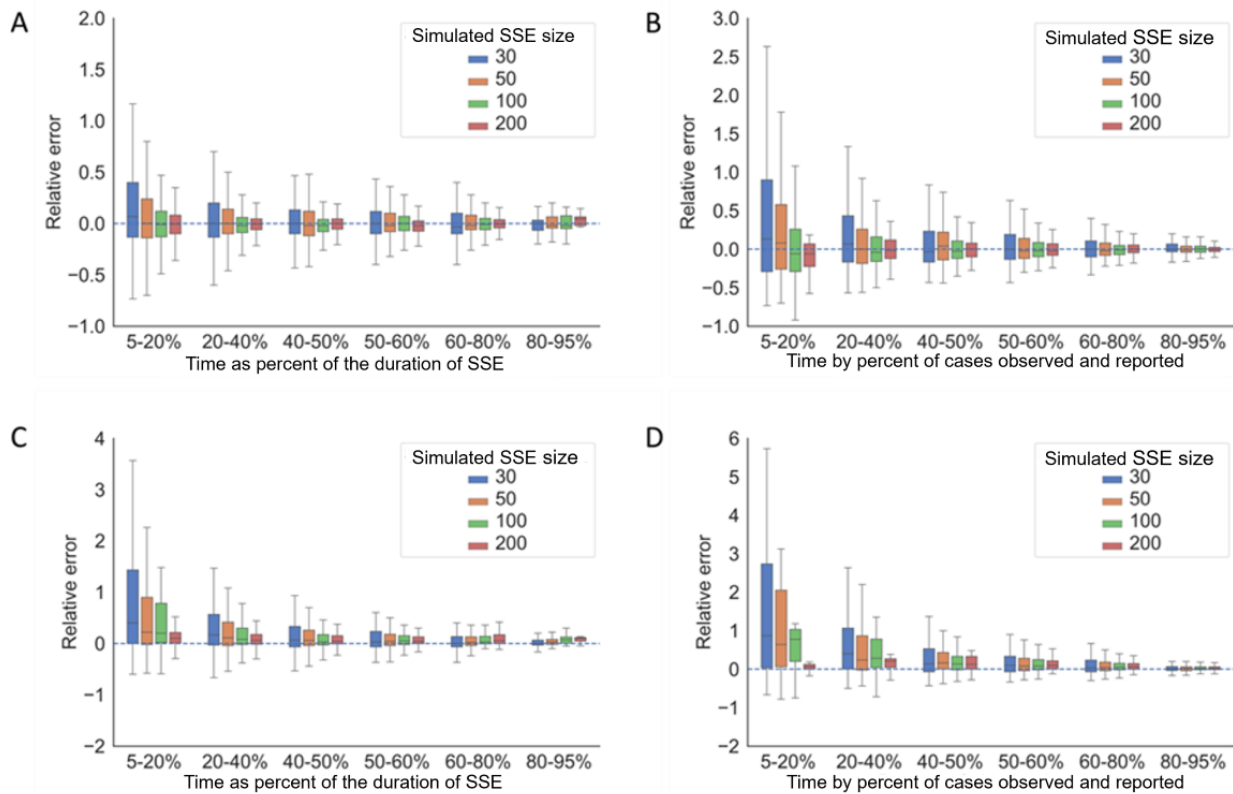 A
Relative error
2.0
1.5
1.0
0.5
0.0
−0.5
−1.0
Simulated SSE size
30
50
100
200
5-20% 20-40% 40-50% 50-60% 60-80% 80-95%
Time as percent of the duration of SSE
B
Relative error
3.0
2.5
2.0
1.5
1.0
0.5
0.0
−0.5
−1.0
Simulated SSE size
30
50
100
200
5-20% 20-40% 40-50% 50-60% 60-80% 80-95%
Time by percent of cases observed and reported
C
Relative error
4
3
2
1
0
−1
−2
Simulated SSE size
30
50
100
200
5-20% 20-40% 40-50% 50-60% 60-80% 80-95%
Time as percent of the duration of SSE
D
Relative error
6
5
4
3
2
1
0
−1
−2
Simulated SSE size
30
50
100
200
5-20% 20-40% 40-50% 50-60% 60-80% 80-95%
Time by percent of cases observed and reported